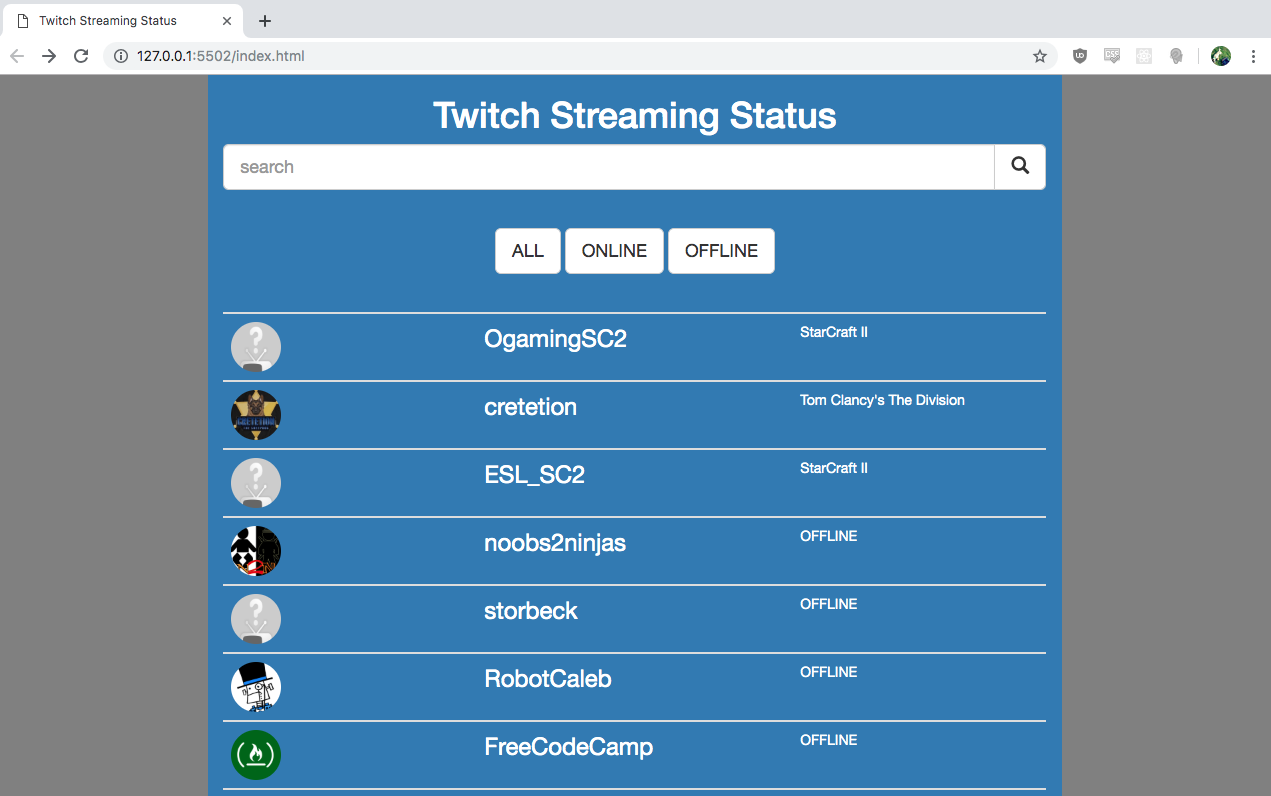 Twitch Streaming Status
127.0.0.1:5502/index.html
Twitch Streaming Status
search
ALL ONLINE OFFLINE
OgamingSC2 StarCraft II
cretetion Tom Clancy's The Division
ESL_SC2 StarCraft II
noobs2ninjas OFFLINE
storbeck OFFLINE
RobotCaleb OFFLINE
FreeCodeCamp OFFLINE